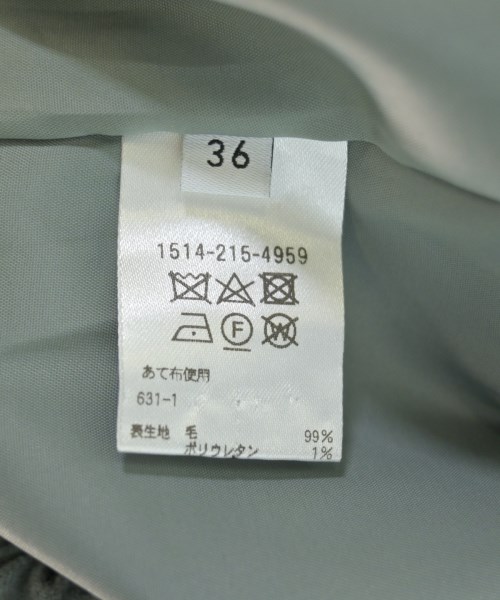 36
1514-215-4959
F W
あて布使用
631-1
表生地 毛 99%
ポリウレタン 1%